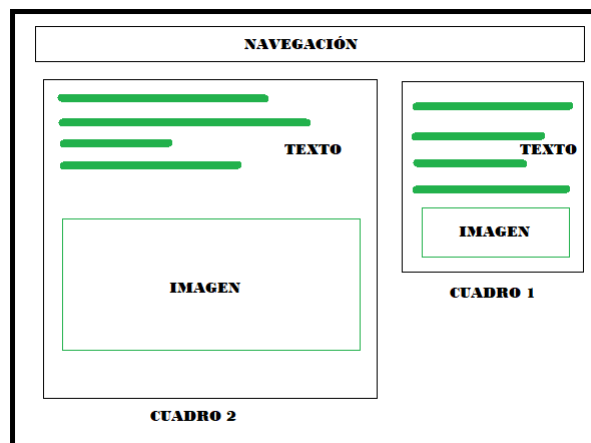 NAVEGACIÓN
TEXTO
IMAGEN
CUADRO 2
TEXTO
IMAGEN
CUADRO 1